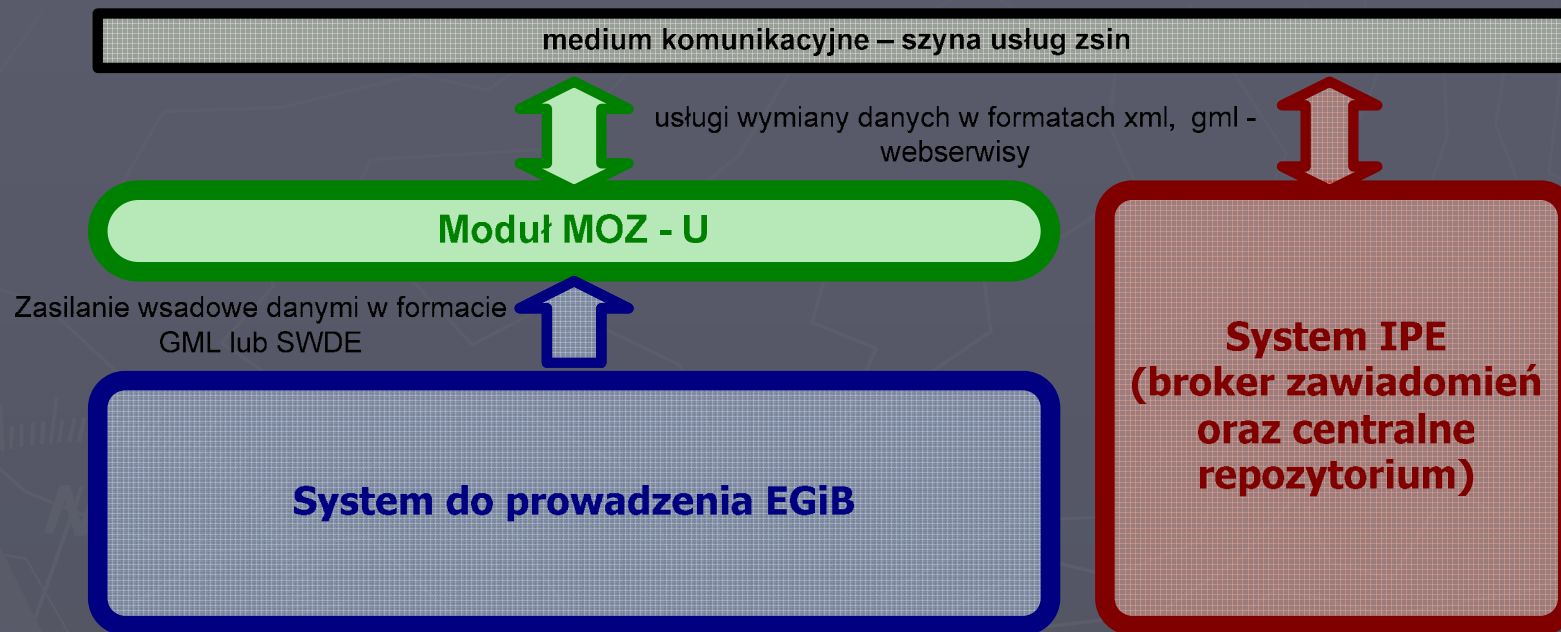 medium komunikacyjne – szyna usług zsin
usługi wymiany danych w formatach xml, gml -
webserwisy
Moduł MOZ - U
Zasilanie wsadowe danymi w formacie
GML lub SWDE
System IPE
(broker zawiadomień
oraz centralne
repozytorium)
System do prowadzenia EGiB